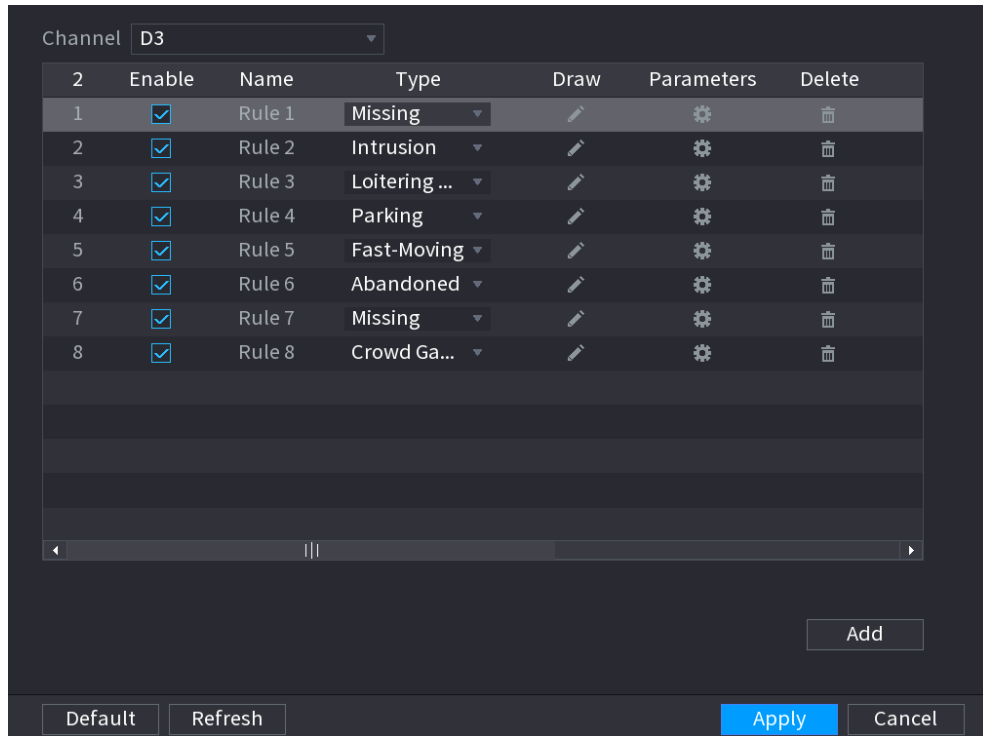 Channel D3
2 Enable Name Type Draw Parameters Delete
1 Rule 1 Missing
2 Rule 2 Intrusion
3 Rule 3 Loitering ...
4 Rule 4 Parking
5 Rule 5 Fast-Moving
6 Rule 6 Abandoned
7 Rule 7 Missing
8 Rule 8 Crowd Ga...
Add
Default Refresh Apply Cancel